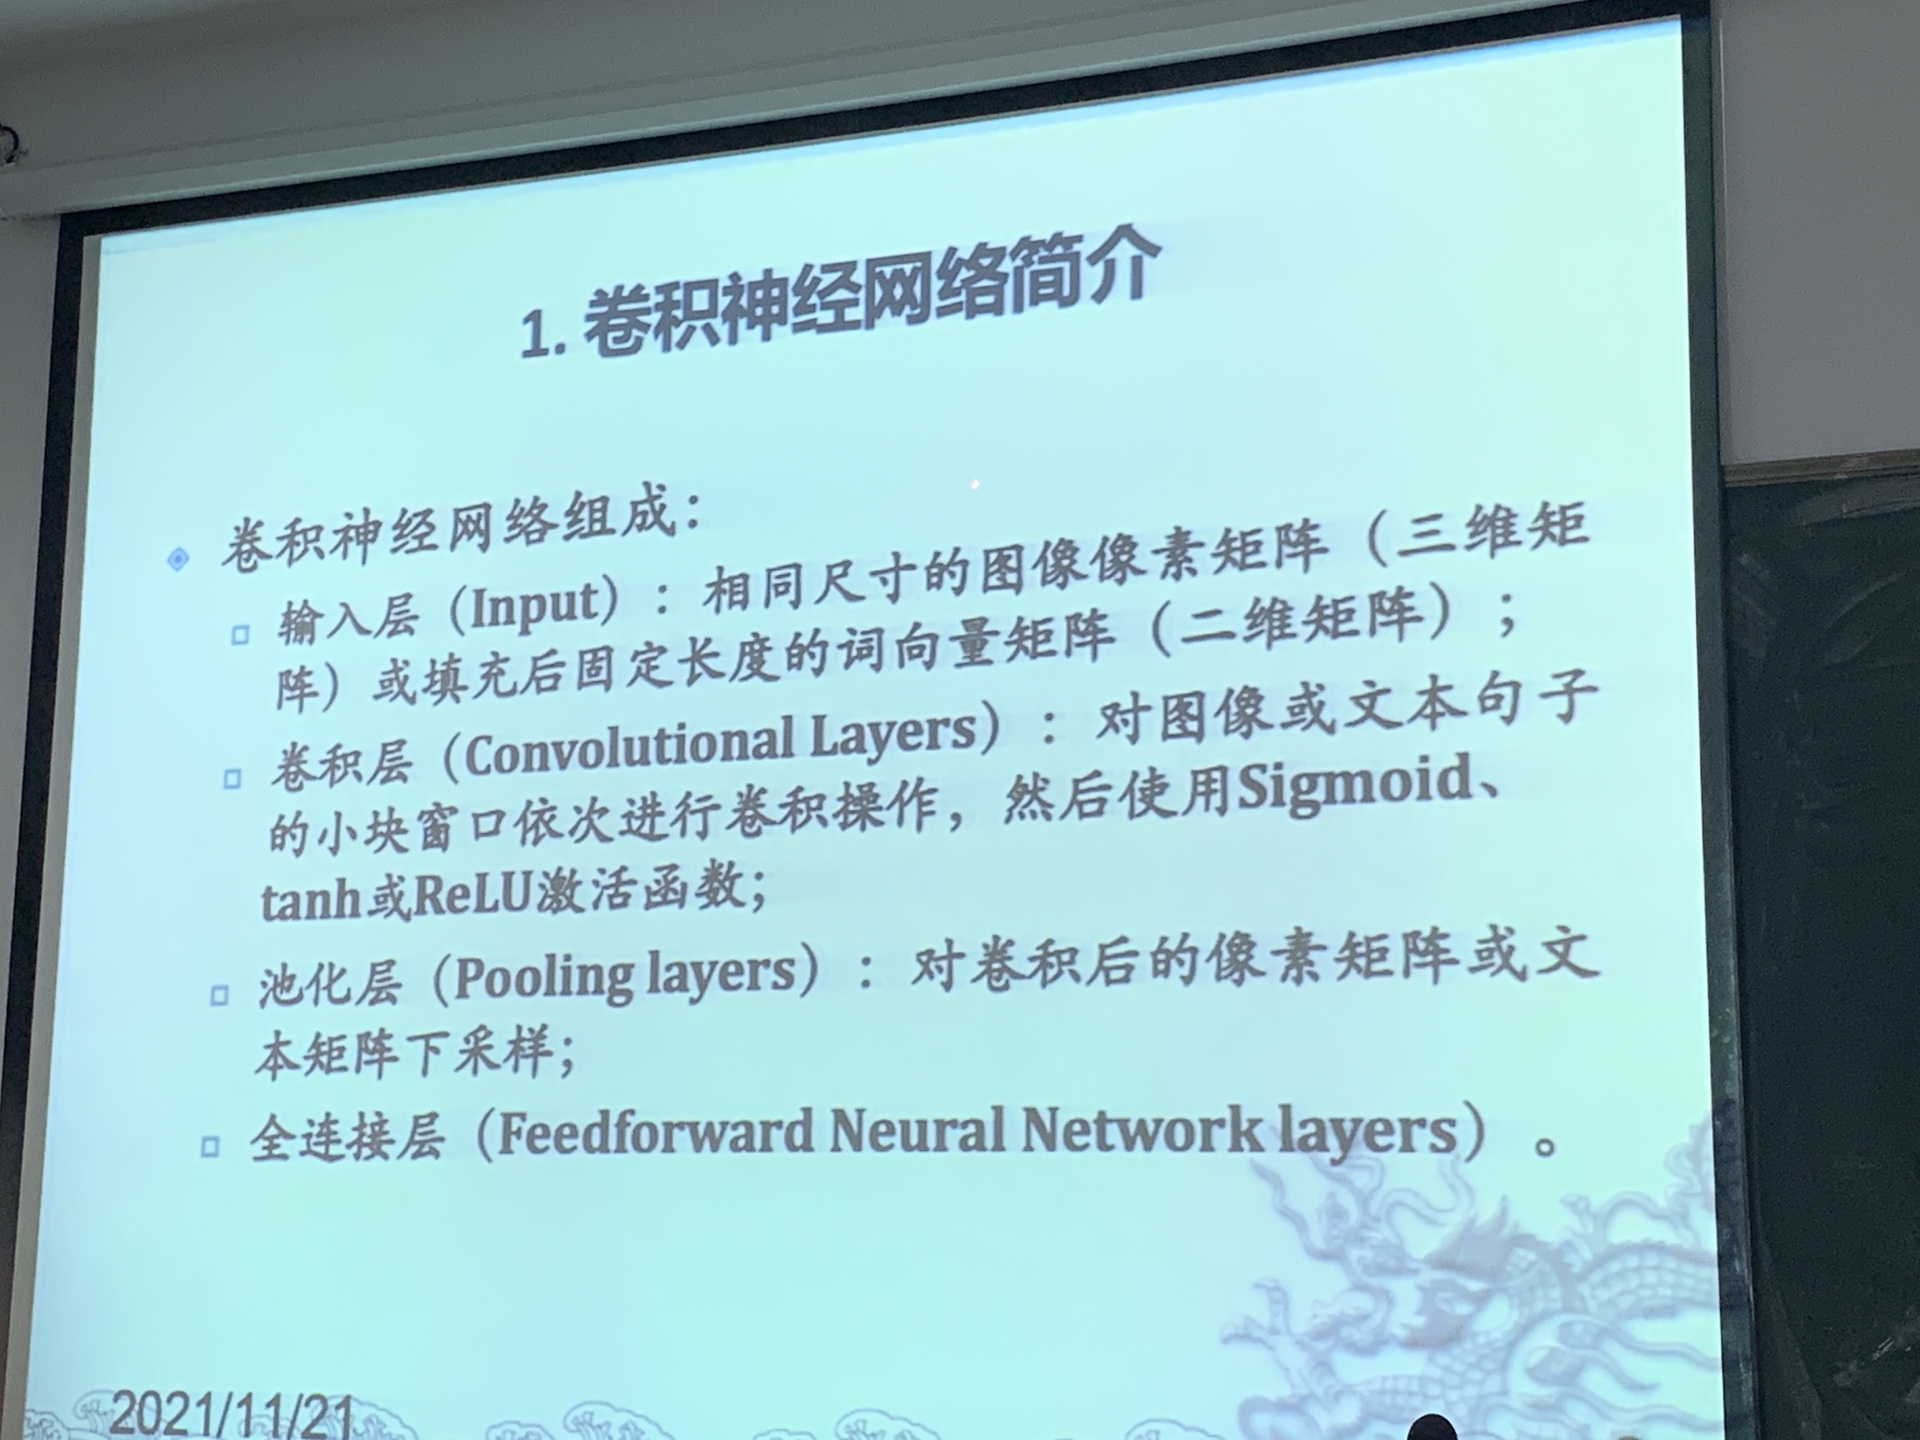 1. 卷积神经网络简介
卷积神经网络组成：
输入层（Input）：相同尺寸的图像像素矩阵（三维矩
阵）或填充后固定长度的词向量矩阵（二维矩阵）；
卷积层（Convolutional Layers）：对图像或文本句子
的小块窗口依次进行卷积操作，然后使用Sigmoid、
tanh或ReLU激活函数；
池化层（Pooling layers）：对卷积后的像素矩阵或文
本矩阵下采样；
全连接层（Feedforward Neural Network layers）。
2021/11/21